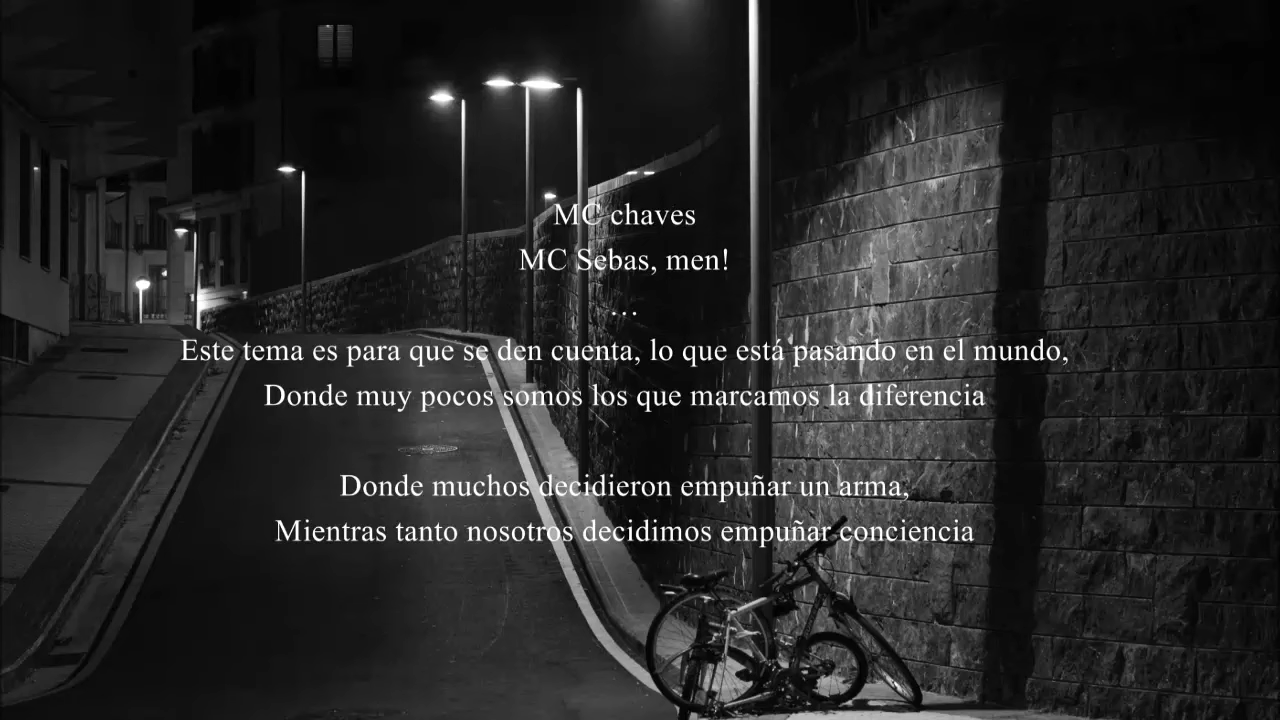 MC chaves
MC Sebas, men!
...
Este tema es para que se den cuenta, lo que está pasando en el mundo,
Donde muy pocos somos los que marcamos la diferencia
Donde muchos decidieron empuñar un arma,
Mientras tanto nosotros decidimos empuñar conciencia